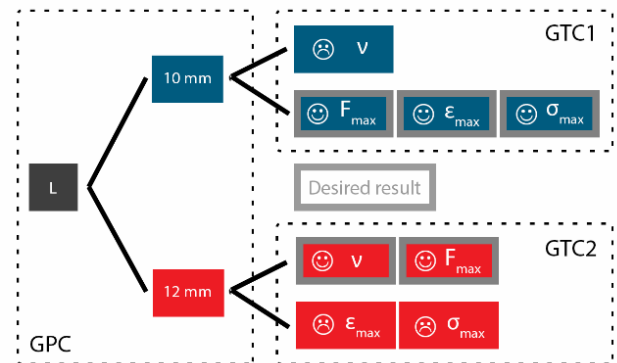 GTC1
10 mm
ν
F max
ε max
σ max
L
Desired result
GTC2
12 mm
ν
F max
ε max
σ max
GPC